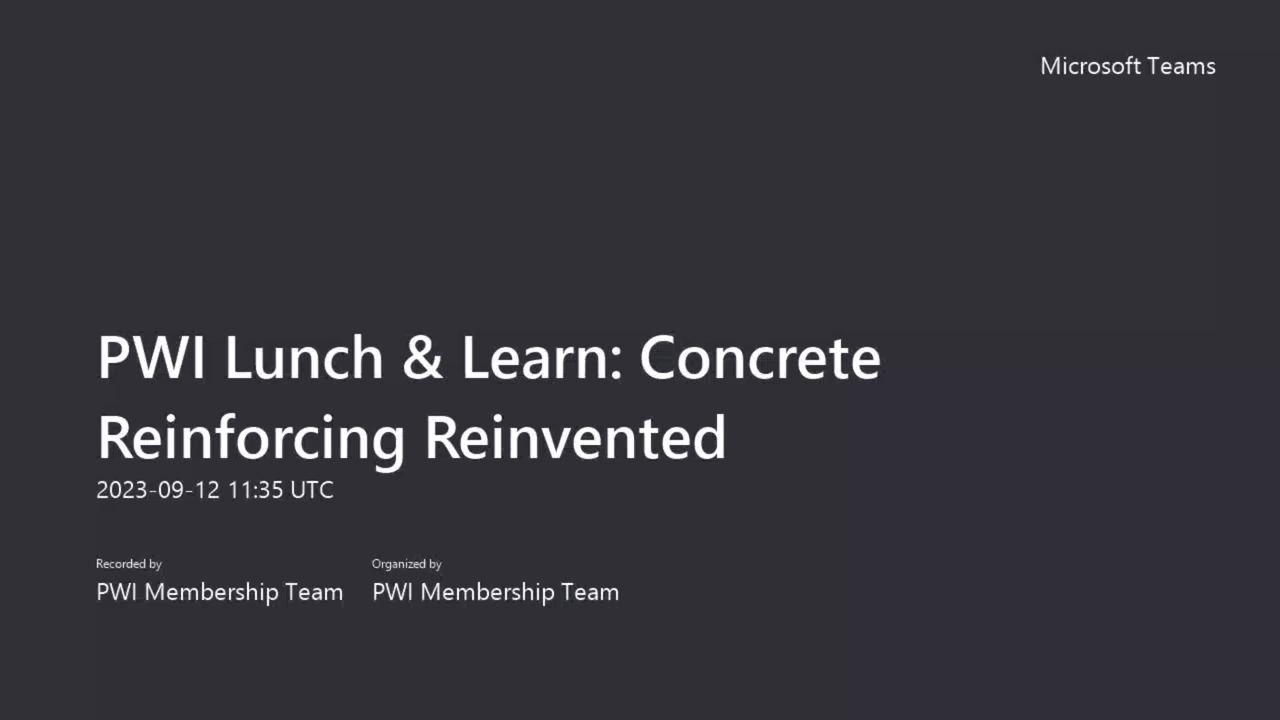 Microsoft Teams
PWI Lunch & Learn: Concrete
Reinforcing Reinvented
2023-09-12 11:35 UTC
Recorded by
PWI Membership Team
Organized by
PWI Membership Team